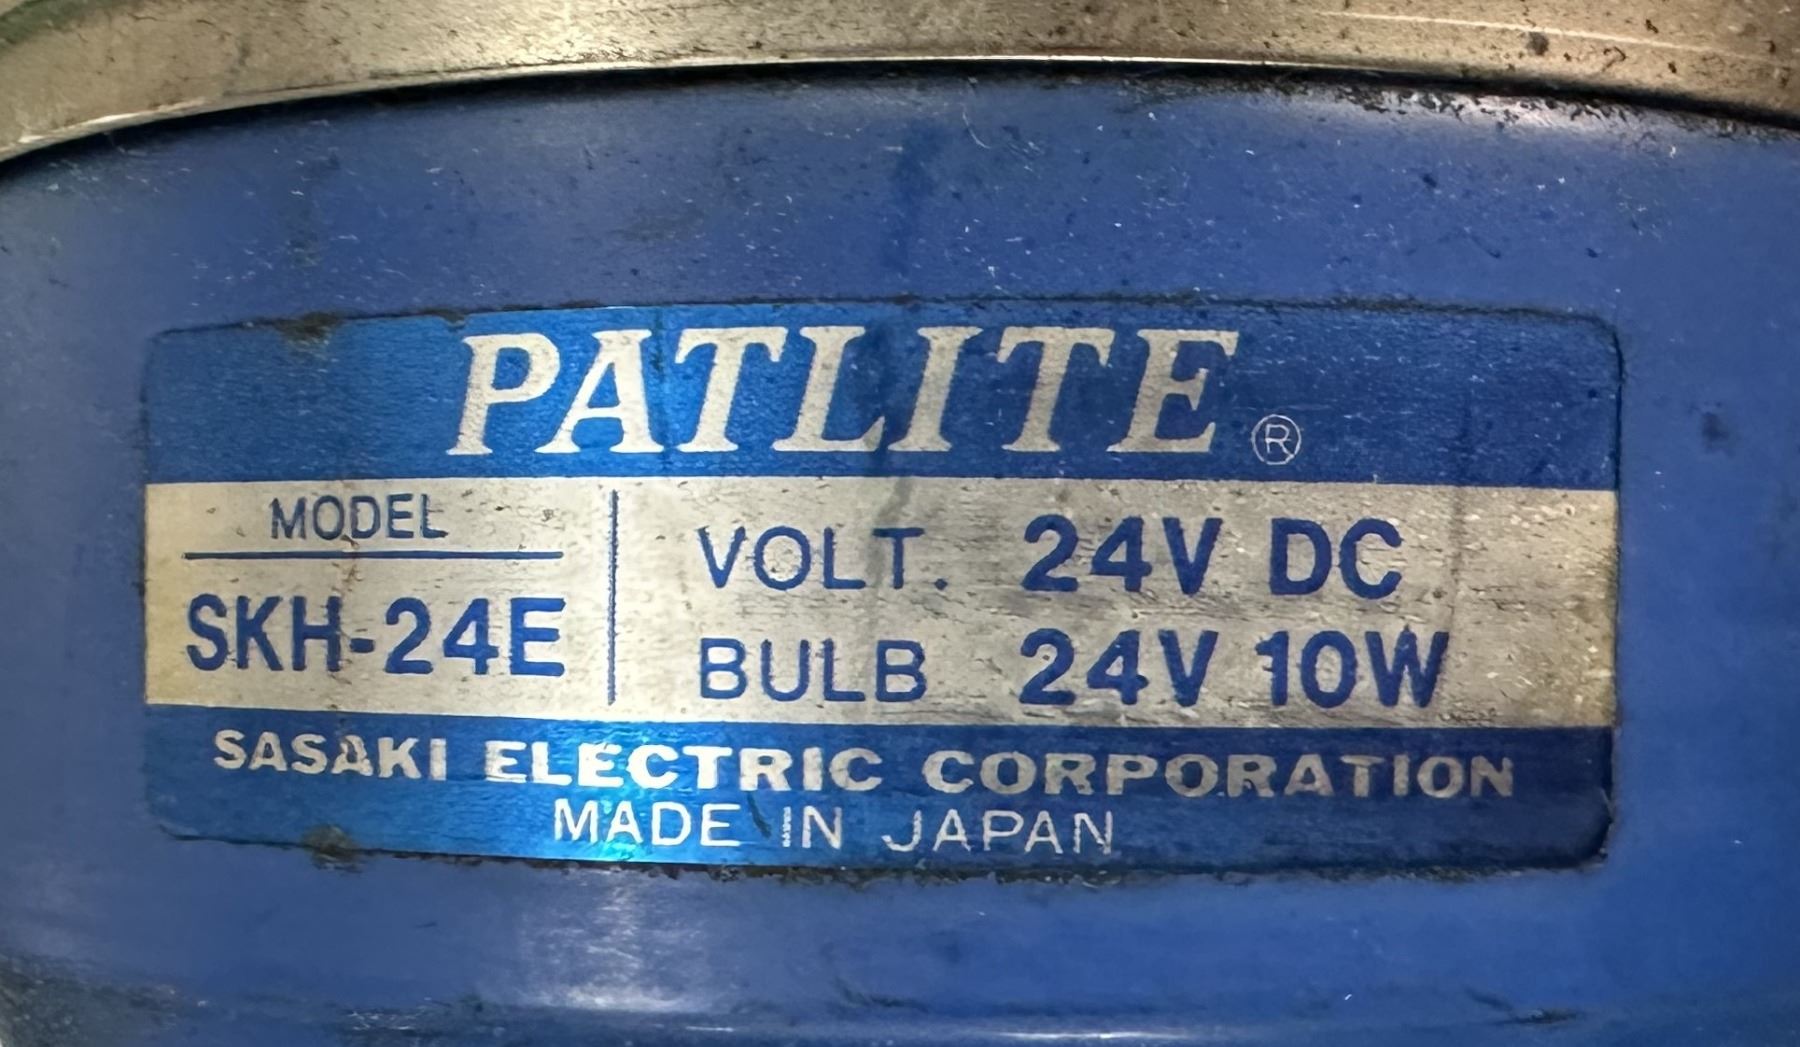 PATLITE®
MODEL
SKH-24E
VOLT. 24V DC
BULB 24V 10W
SASAKI ELECTRIC CORPORATION
MADE IN JAPAN